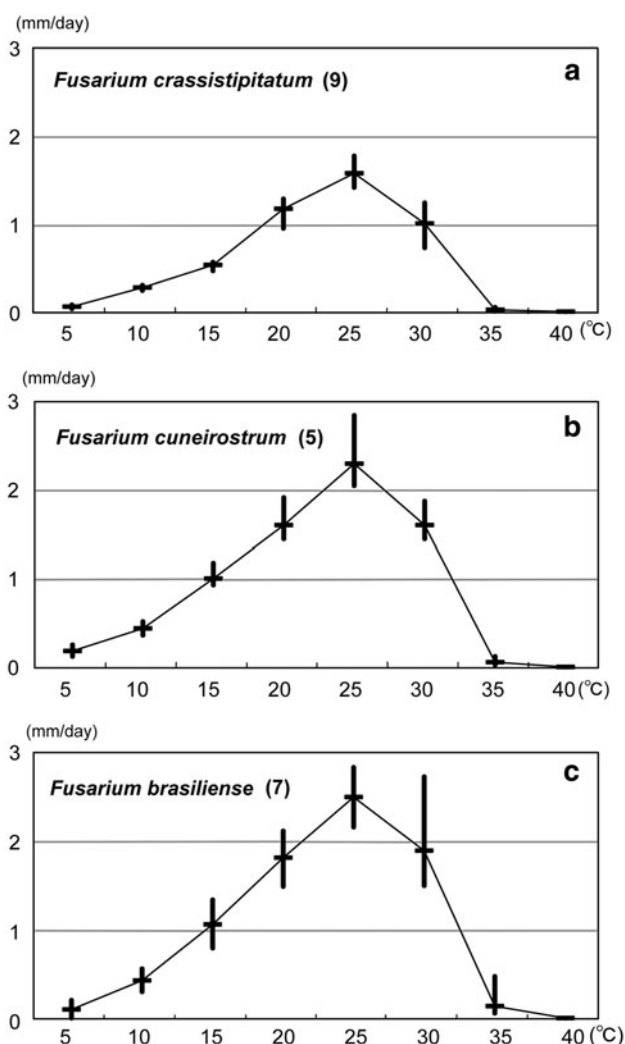 (mm/day)
3
Fusarium crassistipitatum (9)
a
2
1
0
5 10 15 20 25 30 35 40 (℃)
(mm/day)
3
Fusarium cuneirostrum (5)
b
2
1
0
5 10 15 20 25 30 35 40 (℃)
(mm/day)
3
Fusarium brasiliense (7)
c
2
1
0
5 10 15 20 25 30 35 40 (℃)